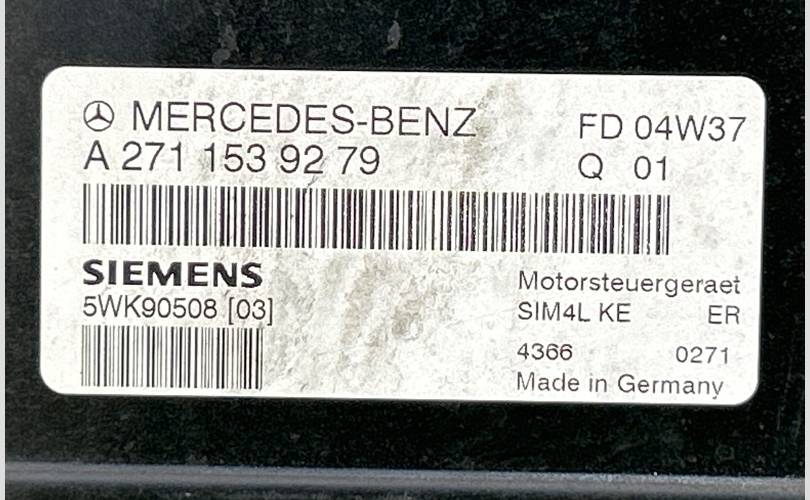 MERCEDES-BENZ FD 04W37
A 271 153 92 79 Q 01
SIEMENS
5WK90508 [03]
Motorsteuergeraet
SIM4L KE ER
4366 0271
Made in Germany